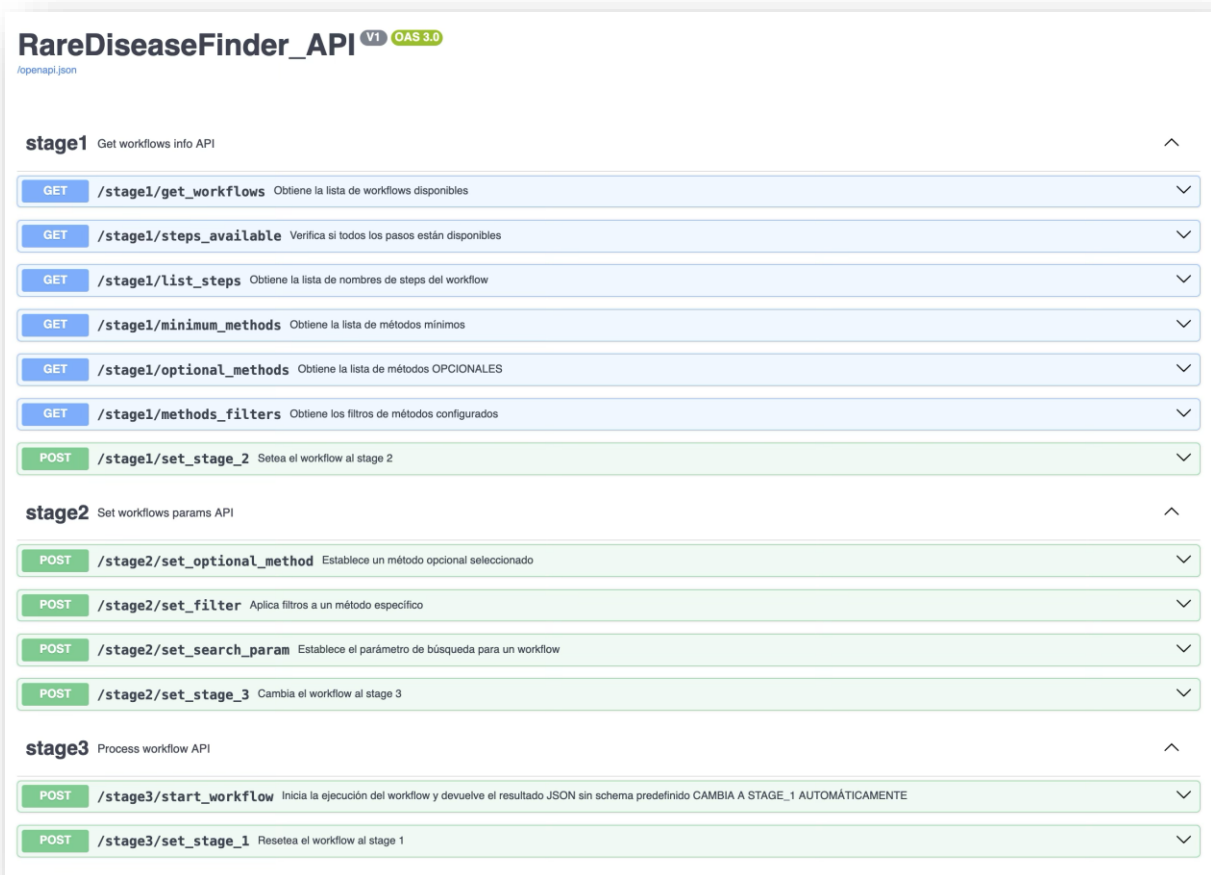 RareDiseaseFinder_API V1 OAS 3.0
/openapi.json
stage1 Get workflows info API
GET /stage1/get_workflows Obtiene la lista de workflows disponibles
GET /stage1/steps_available Verifica si todos los pasos están disponibles
GET /stage1/list_steps Obtiene la lista de nombres de steps del workflow
GET /stage1/minimum_methods Obtiene la lista de métodos mínimos
GET /stage1/optional_methods Obtiene la lista de métodos OPCIONALES
GET /stage1/methods_filters Obtiene los filtros de métodos configurados
POST /stage1/set_stage_2 Setea el workflow al stage 2
stage2 Set workflows params API
POST /stage2/set_optional_method Establece un método opcional seleccionado
POST /stage2/set_filter Aplica filtros a un método específico
POST /stage2/set_search_param Establece el parámetro de búsqueda para un workflow
POST /stage2/set_stage_3 Cambia el workflow al stage 3
stage3 Process workflow API
POST /stage3/start_workflow Inicia la ejecución del workflow y devuelve el resultado JSON sin schema predefinido CAMBIA A STAGE_1 AUTOMÁTICAMENTE
POST /stage3/set_stage_1 Resetea el workflow al stage 1